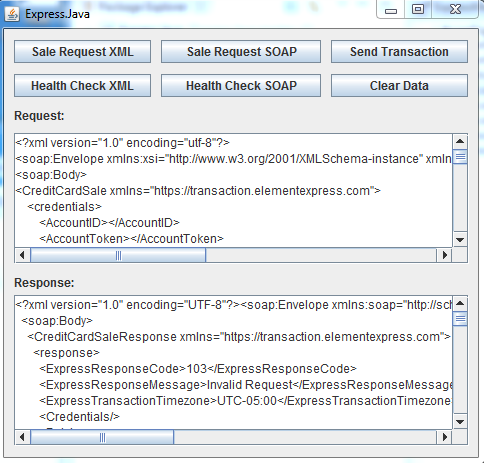 Express.Java
Sale Request XML Sale Request SOAP Send Transaction
Health Check XML Health Check SOAP Clear Data
Request:
<?xml version="1.0" encoding="utf-8"?>
<soap:Envelope xmlns:xsi="http://www.w3.org/2001/XMLSchema-instance" xmln
<soap:Body>
<CreditCardSale xmlns="https://transaction.elementexpress.com">
<credentials>
<AccountID></AccountID>
<AccountToken></AccountToken>
Response:
<?xml version="1.0" encoding="UTF-8"?><soap:Envelope xmlns:soap="http://sch
<soap:Body>
<CreditCardSaleResponse xmlns="https://transaction.elementexpress.com">
<response>
<ExpressResponseCode>103</ExpressResponseCode>
<ExpressResponseMessage>Invalid Request</ExpressResponseMessage
<ExpressTransactionTimezone>UTC-05:00</ExpressTransactionTimezone
<Credentials/>